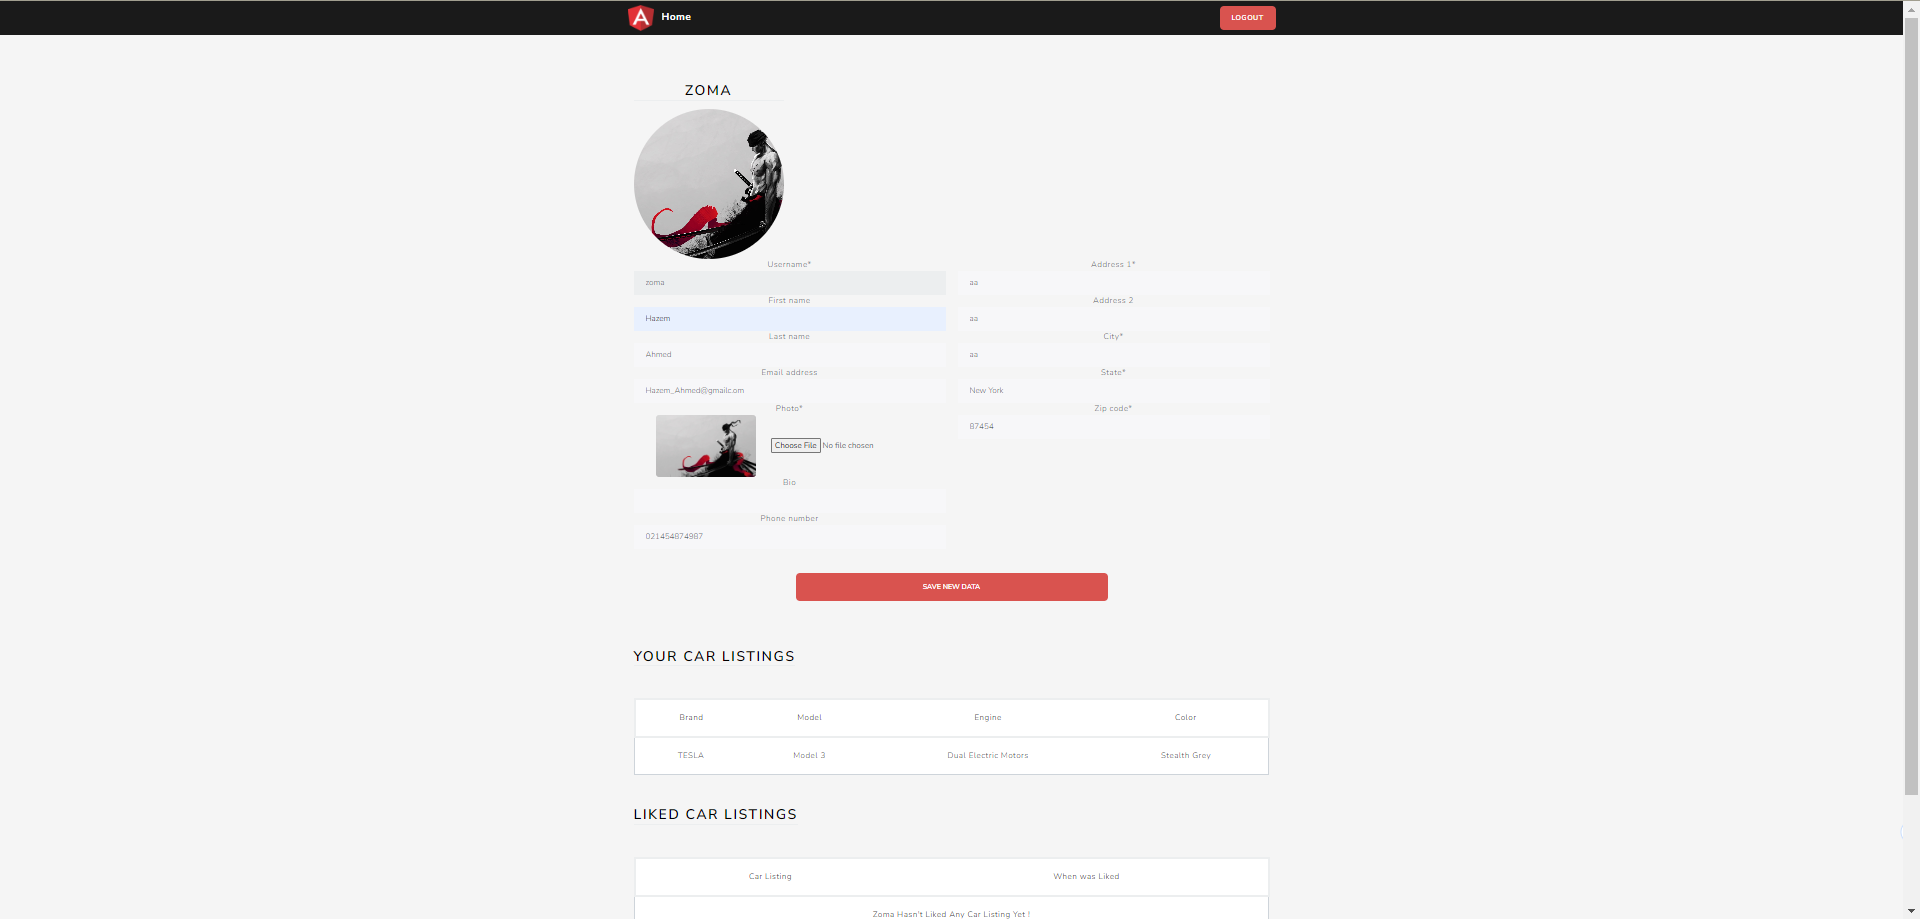 Home
LOGOUT
ZOMA
Username*
zoma
First name
Hazem
Last name
Ahmed
Email address
Hazem_Ahmed@gmailc.om
Photo*
Choose File No file chosen
Bio
Phone number
021454874987
Address 1*
aa
Address 2
aa
City*
aa
State*
New York
Zip code*
87454
SAVE NEW DATA
YOUR CAR LISTINGS
Brand Model Engine Color
TESLA Model 3 Dual Electric Motors Stealth Grey
LIKED CAR LISTINGS
Car Listing When was Liked
Zoma Hasn't Liked Any Car Listing Yet !